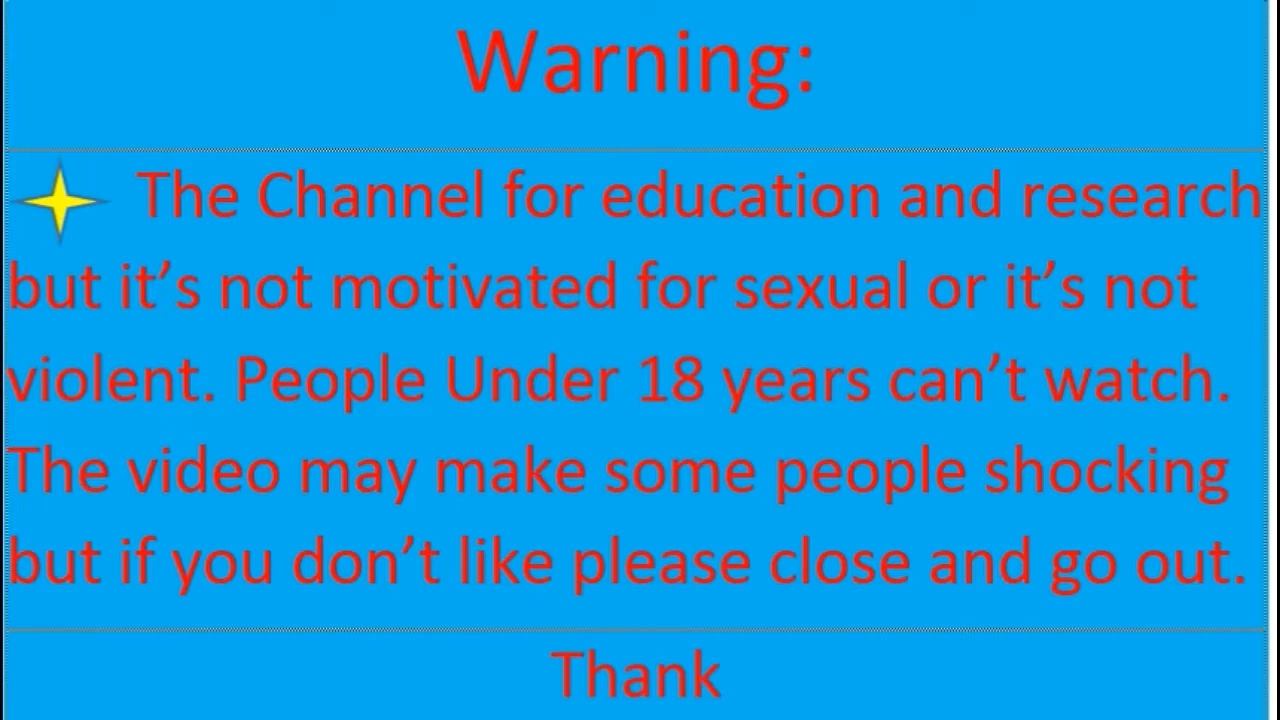 Warning:
The Channel for education and research
but it’s not motivated for sexual or it’s not
violent. People Under 18 years can’t watch.
The video may make some people shocking
but if you don’t like please close and go out.
Thank